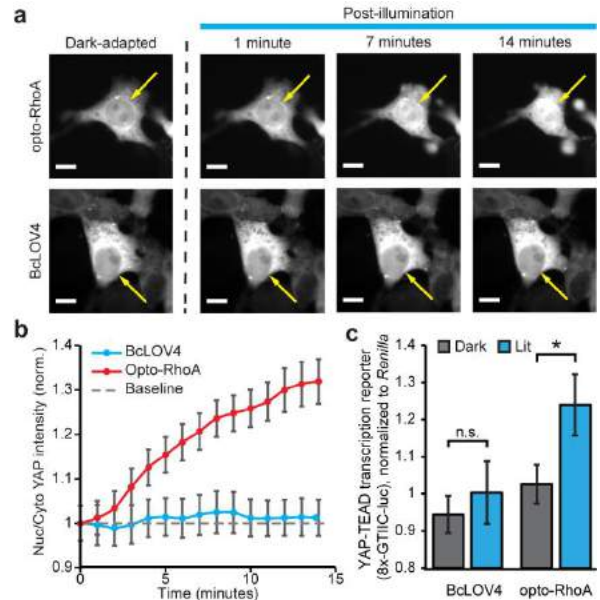 a
Post-illumination
Dark-adapted
1 minute
7 minutes
14 minutes
opto-RhoA
BcLOV4
b
Nuc/Cyto YAP intensity (norm.)
1.4
1.3
1.2
1.1
1
0.9
BcLOV4
Opto-RhoA
Baseline
0
5
10
15
Time (minutes)
c
YAP-TEAD transcription reporter
(8x-GTIIC-luc), normalized to Renilla
1.4
1.3
1.2
1.1
1
0.9
0.8
Dark
Lit
n.s.
*
BcLOV4
opto-RhoA